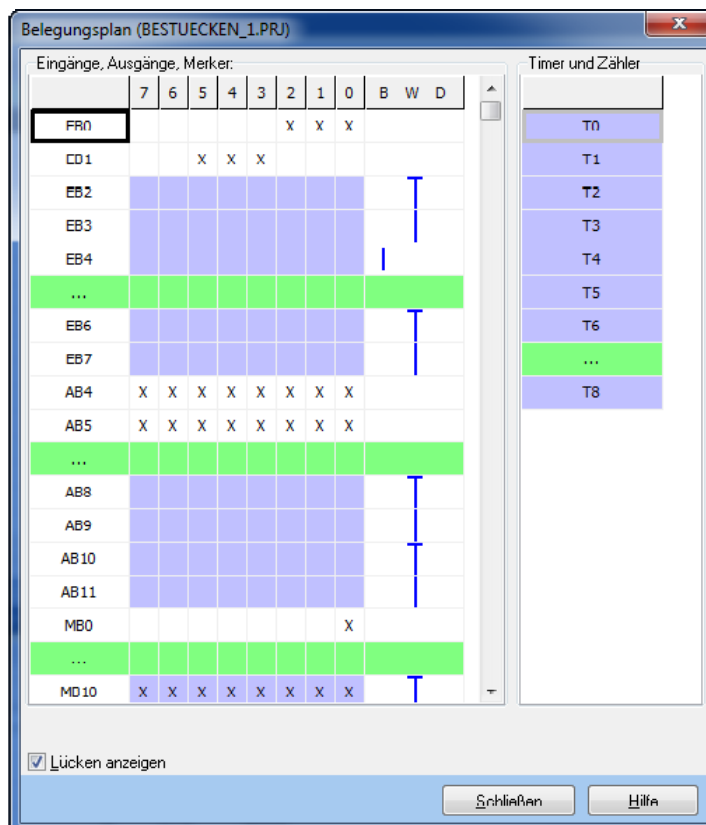 Belegungsplan (BESTUECKEN_1.PRJ)
Eingänge, Ausgänge, Merker:
7 6 5 4 3 2 1 0 B W D
EB0 X X X
EB1 X X X
EB2
EB3
EB4
...
EB6
EB7
AB4 X X X X X X X X
AB5 X X X X X X X X
...
AB8
AB9
AB10
AB11
MB0 X
...
MB10 X X X X X X X X
Timer und Zähler
T0
T1
T2
T3
T4
T5
T6
...
T8
Lücken anzeigen
Schließen Hilfe